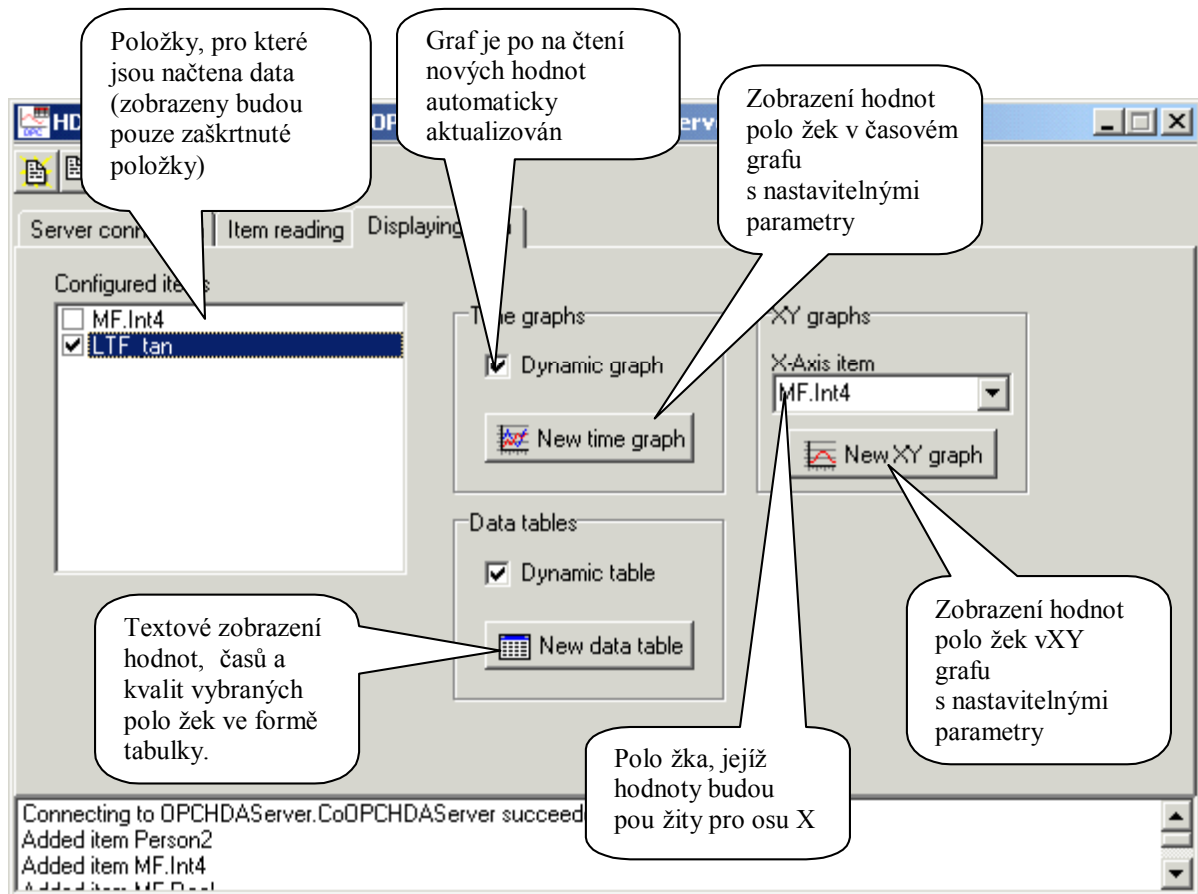 Položky, pro které
jsou načtena data
(zobrazeny budou
pouze zaškrtnuté
položky)
Graf je po na čtení
nových hodnot
automaticky
aktualizován
Zobrazení hodnot
polo žek v časovém
grafu
s nastavitelnými
parametry
HD
OP
Item reading
Displaying
Server conn
Configured items
MF.Int4
LTF_tan
graphs
Dynamic graph
New time graph
XY graphs
X-Axis item
MF.Int4
New XY graph
Data tables
Dynamic table
New data table
Textové zobrazení
hodnot, časů a
kvalit vybraných
polo žek ve formě
tabulky.
Zobrazení hodnot
polo žek vXY
grafu
s nastavitelnými
parametry
Polo žka, jejíž
hodnoty budou
pou žity pro osu X
Connecting to OPCHDAServer.CoOPCHDAServer succeed
Added item Person2
Added item MF.Int4